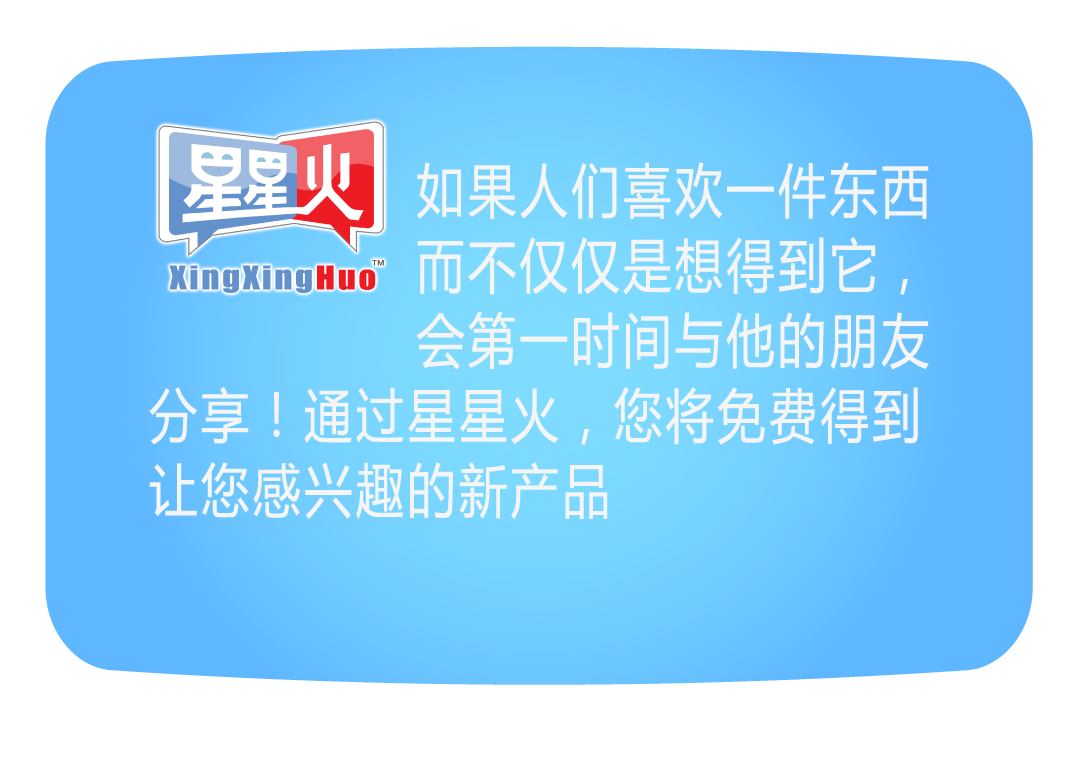 星星火
XingXingHuo™
如果人们喜欢一件东西
而不仅仅是想得到它，
会第一时间与他的朋友
分享！通过星星火，您将免费得到
让您感兴趣的新产品